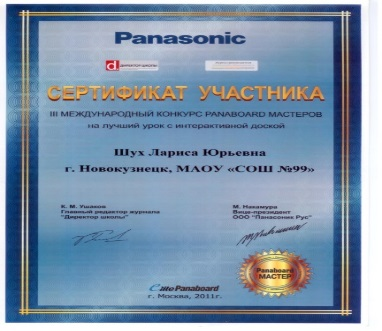 Panasonic
ДИРЕКТОР ШКОЛЫ
СЕРТИФИКАТ УЧАСТНИКА
III МЕЖДУНАРОДНЫЙ КОНКУРС PANABOARD МАСТЕРОВ
на лучший урок с интерактивной доской
Шух Лариса Юрьевна
г. Новокузнецк, МАОУ «СОШ №99»
К. М. Ушаков
Главный редактор журнала
"Директор школы"
М. Накамура
Вице-президент
ООО "Панасоник Рус"
Panaboard
МАСТЕР
elite Panaboard
г. Москва, 2011г.